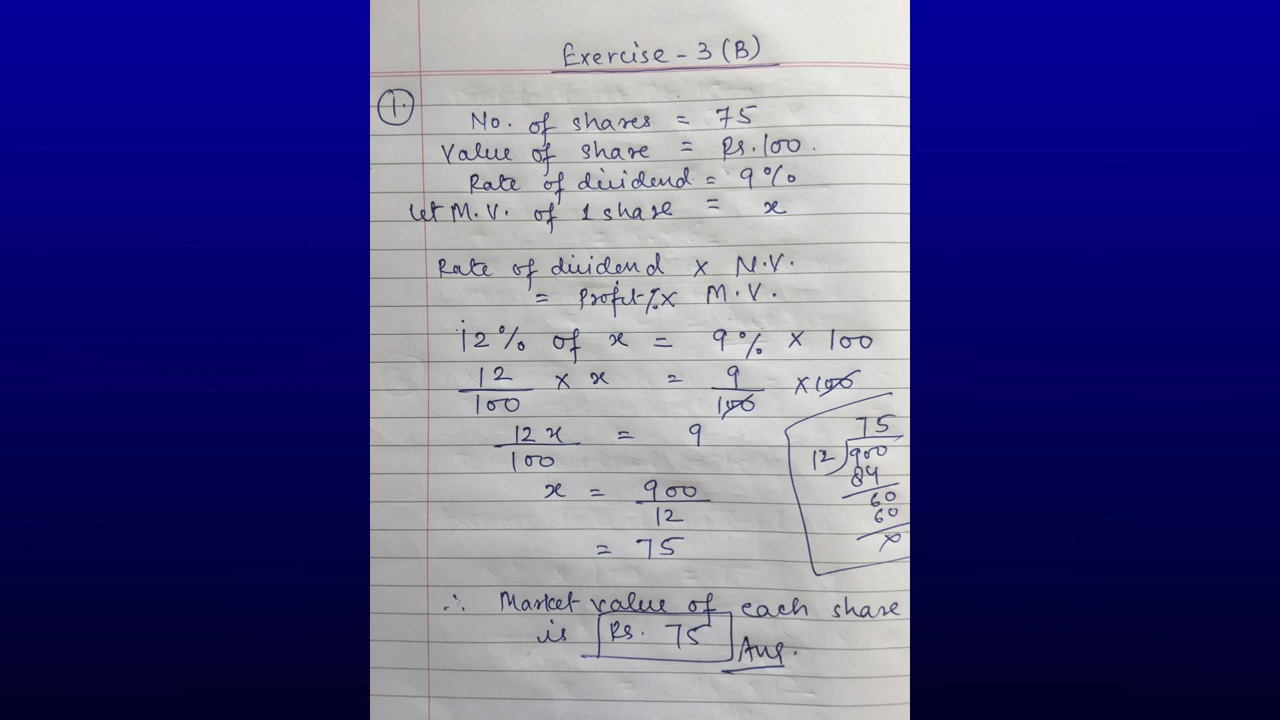 Exercise - 3 (B)
1.
No. of shares = 75
Value of share = Rs. 100.
Rate of dividend = 9%
Let M.V. of 1 share = x
Rate of dividend x N.V.
= Profit % x M.V.
12% of x = 9% x 100
12/100 x x = 9/100 x 100
12x/100 = 9
x = 900/12
= 75
75
12 )900
84
60
60
x
∴ Market value of each share
is Rs. 75 Ans.